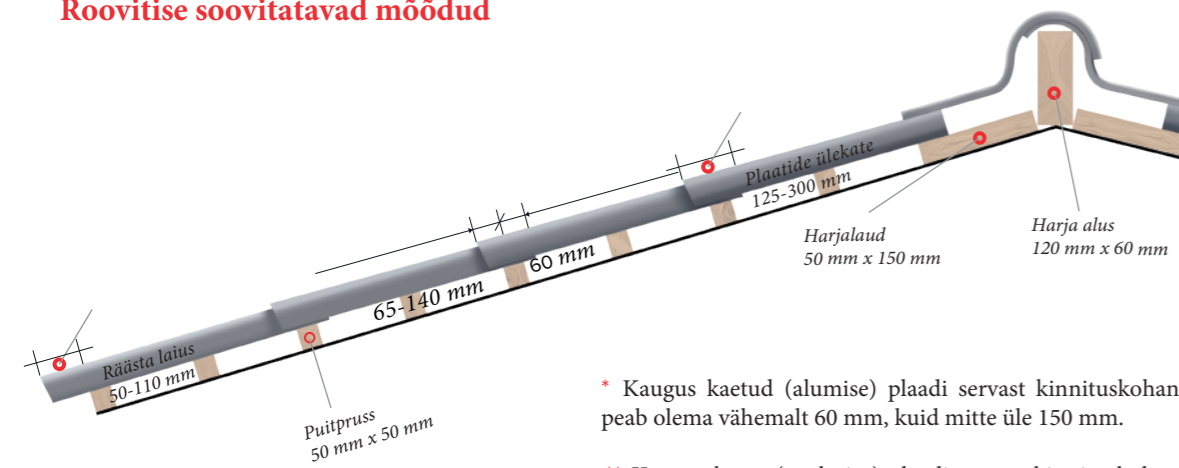 Roovitise soovitatavad mõõdud
Plaatide ülekate
125-300 mm
Harjalaud
50 mm x 150 mm
Harja alus
120 mm x 60 mm
60 mm
65-140 mm
Räästa laius
50-110 mm
Puitpruss
50 mm x 50 mm
* Kaugus kaetud (alumise) plaadi servast kinnituskohan
peab olema vähemalt 60 mm, kuid mitte üle 150 mm.